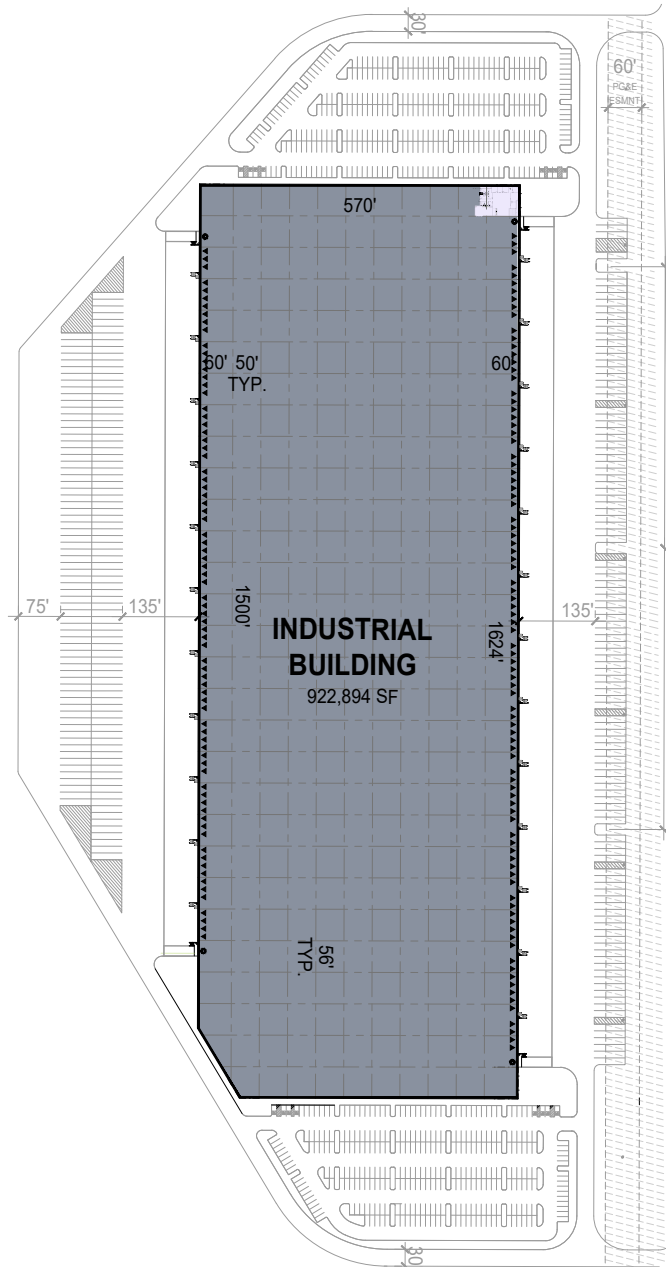 30'
60'
PG&E
ESMNT
570'
60' 50'
TYP.
60'
75'
135'
1500'
INDUSTRIAL
BUILDING
922,894 SF
1624'
135'
56'
TYP.
30'